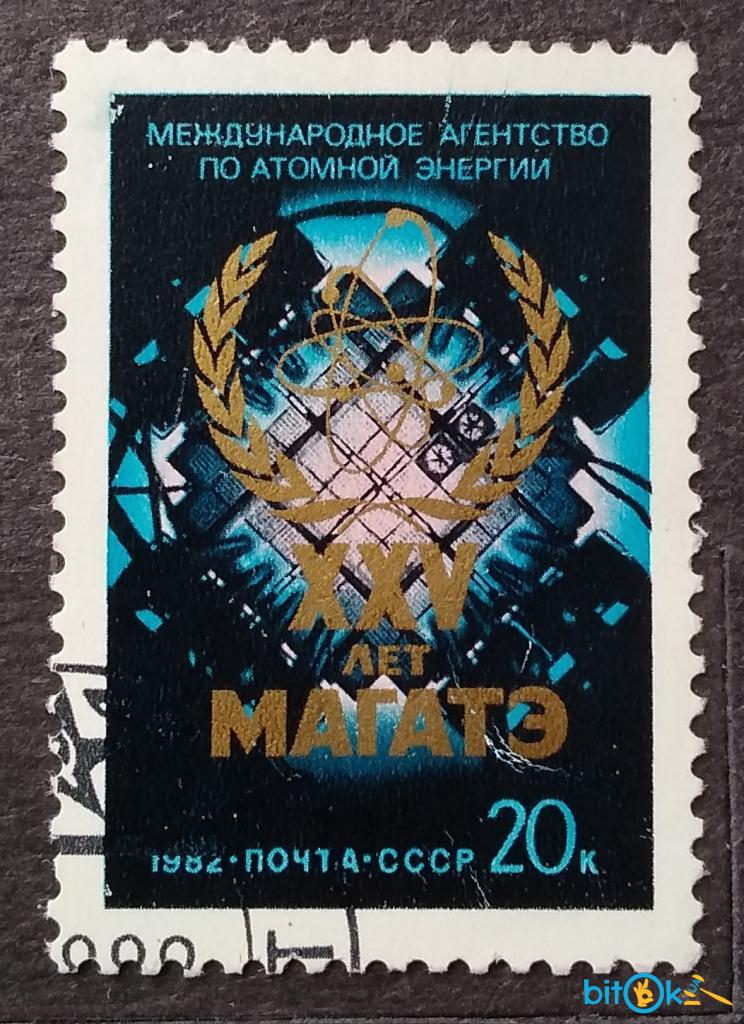 МЕЖДУНАРОДНОЕ АГЕНТСТВО
ПО АТОМНОЙ ЭНЕРГИИ
XXV
ЛЕТ
МАГАТЭ
1982·ПОЧТА·СССР 20к
bitok